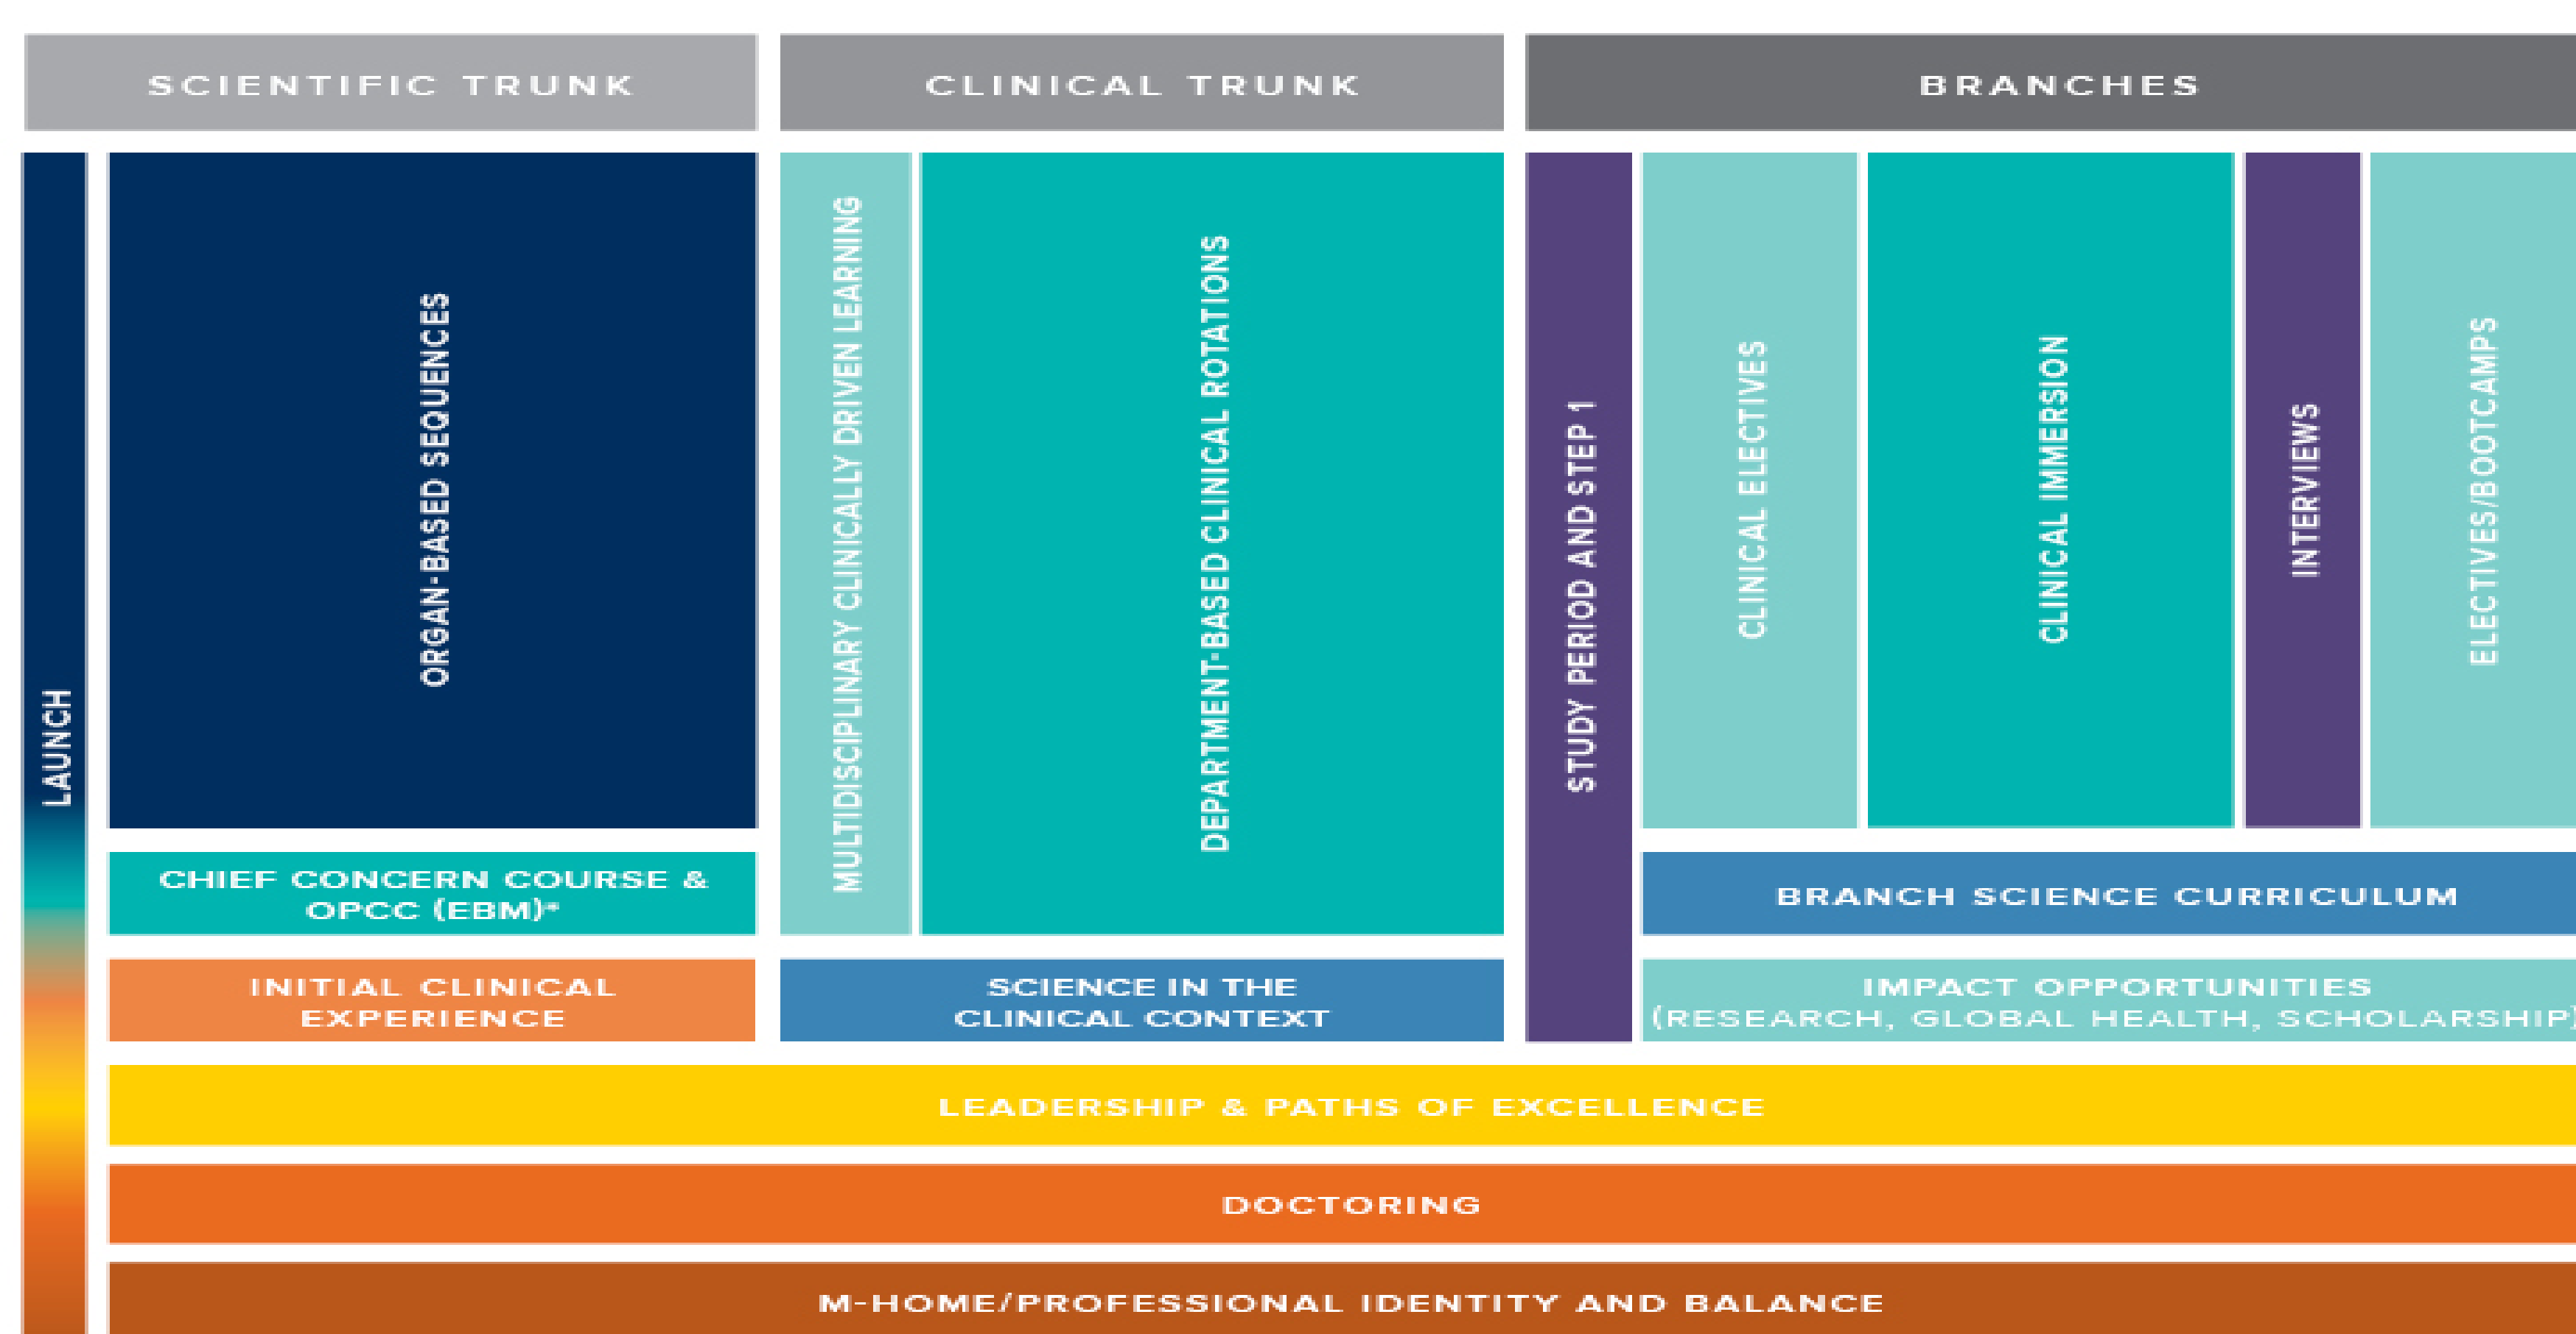 SCIENTIFIC TRUNK
CLINICAL TRUNK
BRANCHES
LAUNCH
ORGAN-BASED SEQUENCES
MULTIDISCIPLINARY CLINICALLY DRIVEN LEARNING
DEPARTMENT-BASED CLINICAL ROTATIONS
STUDY PERIOD AND STEP 1
CLINICAL ELECTIVES
CLINICAL IMMERSION
INTERVIEWS
ELECTIVES/BOOTCAMPS
CHIEF CONCERN COURSE &
OPCC (EBM)*
BRANCH SCIENCE CURRICULUM
INITIAL CLINICAL
EXPERIENCE
SCIENCE IN THE
CLINICAL CONTEXT
IMPACT OPPORTUNITIES
(RESEARCH, GLOBAL HEALTH, SCHOLARSHIP)
LEADERSHIP & PATHS OF EXCELLENCE
DOCTORING
M-HOME/PROFESSIONAL IDENTITY AND BALANCE